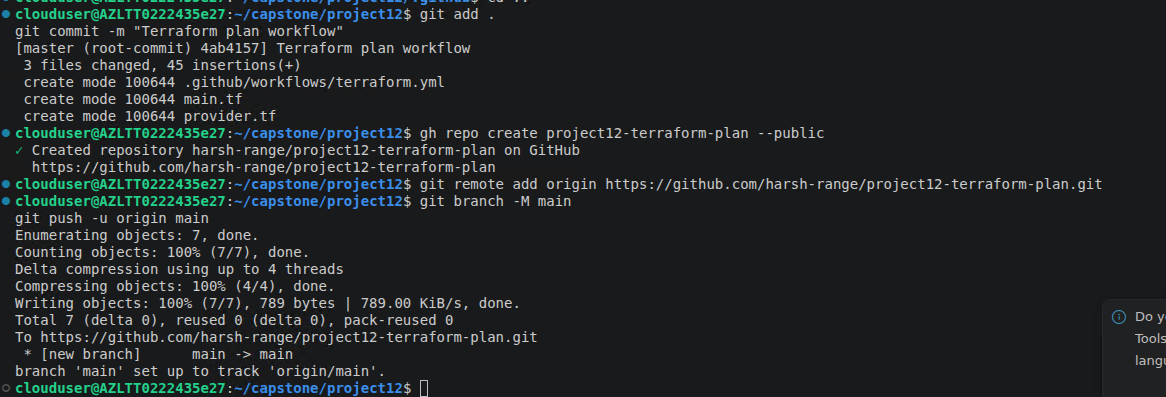 clouduser@AZLTT0222435e27:~/capstone/project12$ git add .
git commit -m "Terraform plan workflow"
[master (root-commit) 4ab4157] Terraform plan workflow
 3 files changed, 45 insertions(+)
 create mode 100644 .github/workflows/terraform.yml
 create mode 100644 main.tf
 create mode 100644 provider.tf
clouduser@AZLTT0222435e27:~/capstone/project12$ gh repo create project12-terraform-plan --public
✓ Created repository harsh-range/project12-terraform-plan on GitHub
  https://github.com/harsh-range/project12-terraform-plan
clouduser@AZLTT0222435e27:~/capstone/project12$ git remote add origin https://github.com/harsh-range/project12-terraform-plan.git
clouduser@AZLTT0222435e27:~/capstone/project12$ git branch -M main
git push -u origin main
Enumerating objects: 7, done.
Counting objects: 100% (7/7), done.
Delta compression using up to 4 threads
Compressing objects: 100% (4/4), done.
Writing objects: 100% (7/7), 789 bytes | 789.00 KiB/s, done.
Total 7 (delta 0), reused 0 (delta 0), pack-reused 0
To https://github.com/harsh-range/project12-terraform-plan.git
 * [new branch]      main -> main
branch 'main' set up to track 'origin/main'.
clouduser@AZLTT0222435e27:~/capstone/project12$
Do
Tools